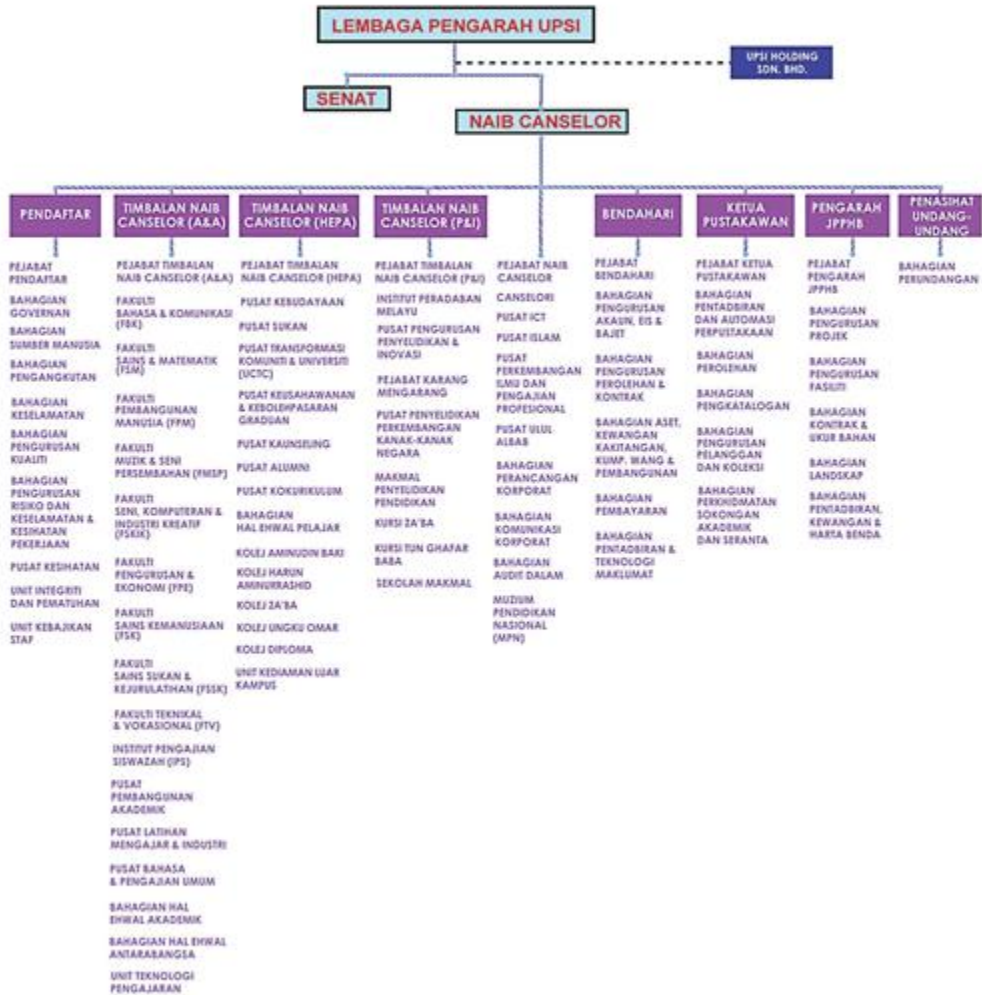 LEMBAGA PENGARAH UPSI
UPSI HOLDING
SDN. BHD.
SENAT
NAIB CANSELOR
PENDAFTAR
PEJABAT
PENDAFTAR
BAHAGIAN
GOVERNAN
BAHAGIAN
SUMBER MANUSIA
BAHAGIAN
PENGANGKUTAN
BAHAGIAN
KESELAMATAN
BAHAGIAN
PENGURUSAN
KUALITI
BAHAGIAN
PENGURUSAN
RISIKO DAN
KESELAMATAN &
KESIHATAN
PEKERJAAN
PUSAT KESIHATAN
UNIT INTEGRITI
DAN PEMATUHAN
UNIT KEBAJIKAN
STAF
TIMBALAN NAIB
CANSELOR (A&A)
PEJABAT TIMBALAN
NAIB CANSELOR (A&A)
FAKULTI
BAHASA & KOMUNIKASI
(FBK)
FAKULTI
SAINS & MATEMATIK
(FSM)
FAKULTI
PEMBANGUNAN
MANUSIA (FPM)
FAKULTI
MUZIK & SENI
PERSEMBAHAN (FMSP)
FAKULTI
SENI, KOMPUTERAN &
INDUSTRI KREATIF
(FSKIK)
FAKULTI
PENGURUSAN &
EKONOMI (FPE)
FAKULTI
SAINS KEMANUSIAAN
(FSK)
FAKULTI
SAINS SUKAN &
KEJURULATIHAN (FSSK)
FAKULTI TEKNIKAL
& VOKASIONAL (FTV)
INSTITUT PENGAJIAN
SISWAZAH (IPS)
PUSAT
PEMBANGUNAN
AKADEMIK
PUSAT LATIHAN
MENGAJAR & INDUSTRI
PUSAT BAHASA
& PENGAJIAN UMUM
BAHAGIAN HAL
EHWAL AKADEMIK
BAHAGIAN HAL EHWAL
ANTARABANGSA
UNIT TEKNOLOGI
PENGAJARAN
TIMBALAN NAIB
CANSELOR (HEPA)
PEJABAT TIMBALAN
NAIB CANSELOR (HEPA)
PUSAT KEBUDAYAAN
PUSAT SUKAN
PUSAT TRANSFORMASI
KOMUNITI & UNIVERSITI
(UCTC)
PUSAT KEUSAHAWANAN
& KEBOLEHPASARAN
GRADUAN
PUSAT KAUNSELING
PUSAT ALUMNI
PUSAT KOKURIKULUM
BAHAGIAN
HAL EHWAL PELAJAR
KOLEJ AMINUDIN BAKI
KOLEJ HARUN
AMINURRASHID
KOLEJ ZA'BA
KOLEJ UNGKU OMAR
KOLEJ DIPLOMA
UNIT KEDIAMAN LUAR
KAMPUS
TIMBALAN NAIB
CANSELOR (P&I)
PEJABAT TIMBALAN
NAIB CANSELOR (P&I)
INSTITUT PERADABAN
MELAYU
PUSAT PENGURUSAN
PENYELIDIKAN &
INOVASI
PEJABAT KARANG
MENGARANG
PUSAT PENYELIDIKAN
PERKEMBANGAN
KANAK-KANAK
NEGARA
MAKMAL
PENYELIDIKAN
PENDIDIKAN
KURSI ZA'BA
KURSI TUN GHAFAR
BABA
SEKOLAH MAKMAL
PEJABAT NAIB
CANSELOR
CANSELORI
PUSAT ICT
PUSAT ISLAM
PUSAT
PERKEMBANGAN
ILMU DAN
PENGAJIAN
PROFESIONAL
PUSAT ULUL
ALBAB
BAHAGIAN
PERANCANGAN
KORPORAT
BAHAGIAN
KOMUNIKASI
KORPORAT
BAHAGIAN
AUDIT DALAM
MUZIUM
PENDIDIKAN
NASIONAL
(MPN)
BENDAHARI
PEJABAT
BENDAHARI
BAHAGIAN
PENGURUSAN
AKAUN, EIS &
BAJET
BAHAGIAN
PENGURUSAN
PEROLEHAN &
KONTRAK
BAHAGIAN ASET,
KEWANGAN
KAKITANGAN,
KUMP. WANG &
PEMBANGUNAN
BAHAGIAN
PEMBAYARAN
BAHAGIAN
PENTADBIRAN &
TEKNOLOGI
MAKLUMAT
KETUA
PUSTAKAWAN
PEJABAT KETUA
PUSTAKAWAN
BAHAGIAN
PENTADBIRAN
DAN AUTOMASI
PERPUSTAKAAN
BAHAGIAN
PEROLEHAN
BAHAGIAN
PENGKATALOGAN
BAHAGIAN
PENGURUSAN
PELANGGAN
DAN KOLEKSI
BAHAGIAN
PERKHIDMATAN
SOKONGAN
AKADEMIK
DAN SERANTA
PENGARAH
JPPHB
PEJABAT
PENGARAH
JPPHB
BAHAGIAN
PENGURUSAN
PROJEK
BAHAGIAN
PENGURUSAN
FASILITI
BAHAGIAN
KONTRAK &
UKUR BAHAN
BAHAGIAN
LANDSKAP
BAHAGIAN
PENTADBIRAN,
KEWANGAN &
HARTA BENDA
PENASIHAT
UNDANG-
UNDANG
BAHAGIAN
PERUNDANGAN